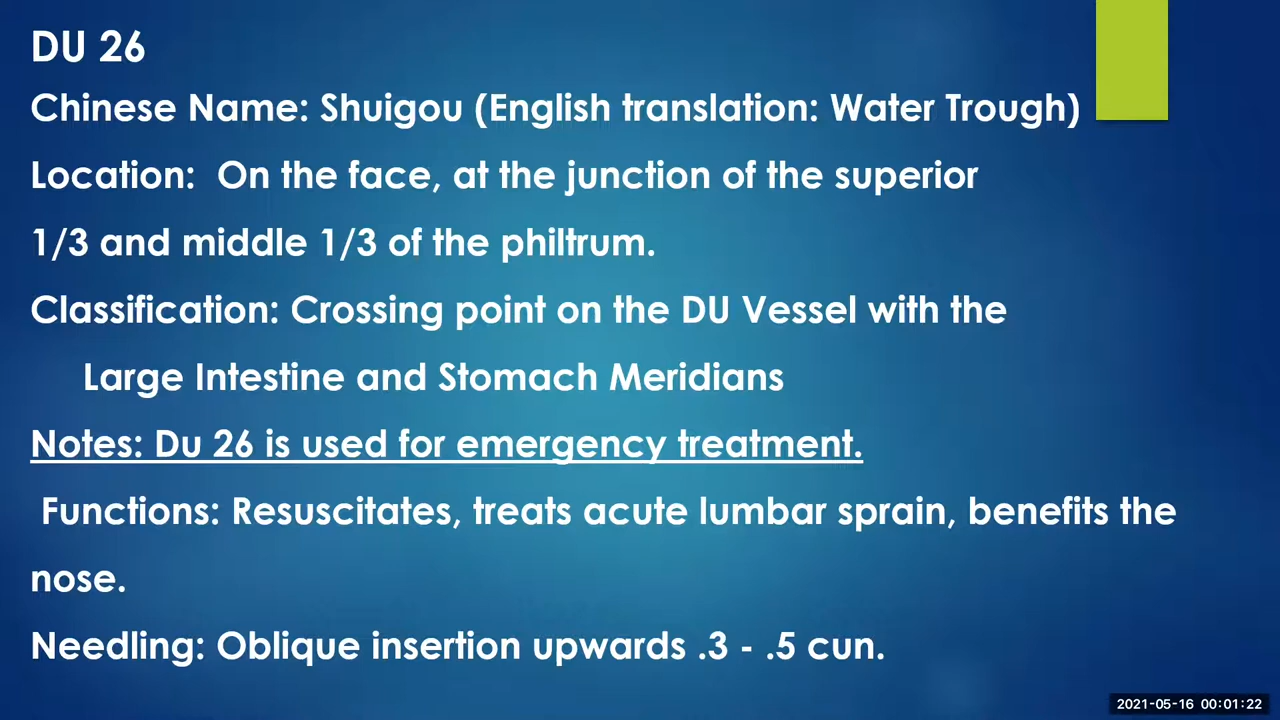 DU 26
Chinese Name: Shuigou (English translation: Water Trough)
Location:  On the face, at the junction of the superior
1/3 and middle 1/3 of the philtrum.
Classification: Crossing point on the DU Vessel with the
Large Intestine and Stomach Meridians
Notes: Du 26 is used for emergency treatment.
Functions: Resuscitates, treats acute lumbar sprain, benefits the
nose.
Needling: Oblique insertion upwards .3 - .5 cun.
2021-05-16 00:01:22